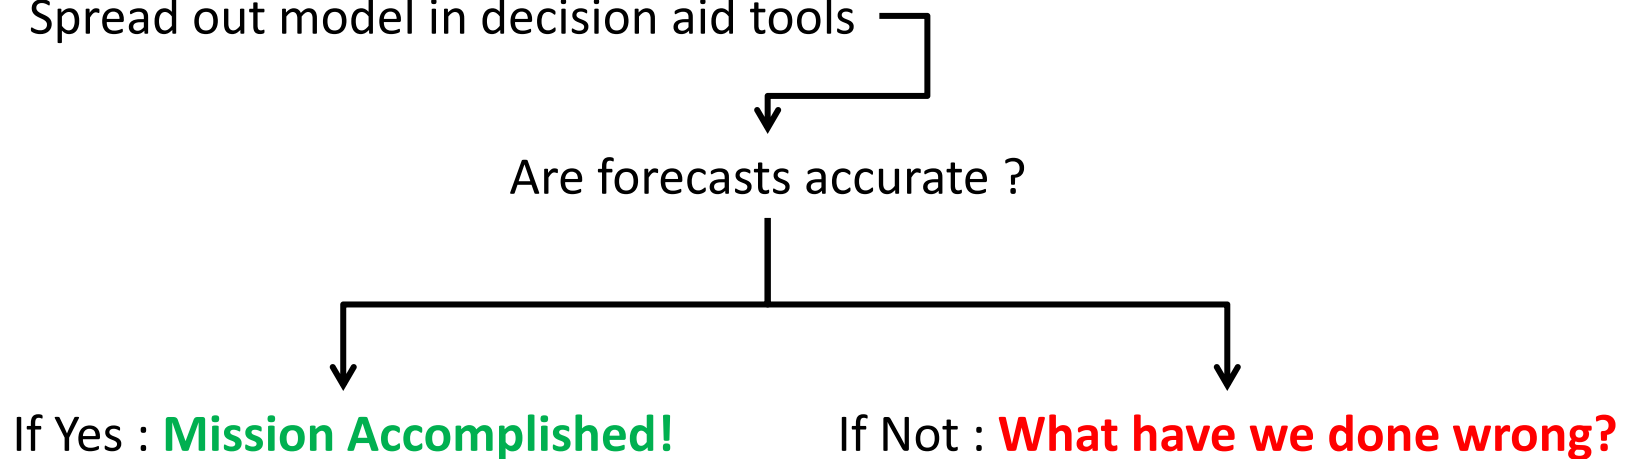 Spread out model in decision aid tools
Are forecasts accurate ?
If Yes : Mission Accomplished!
If Not : What have we done wrong?